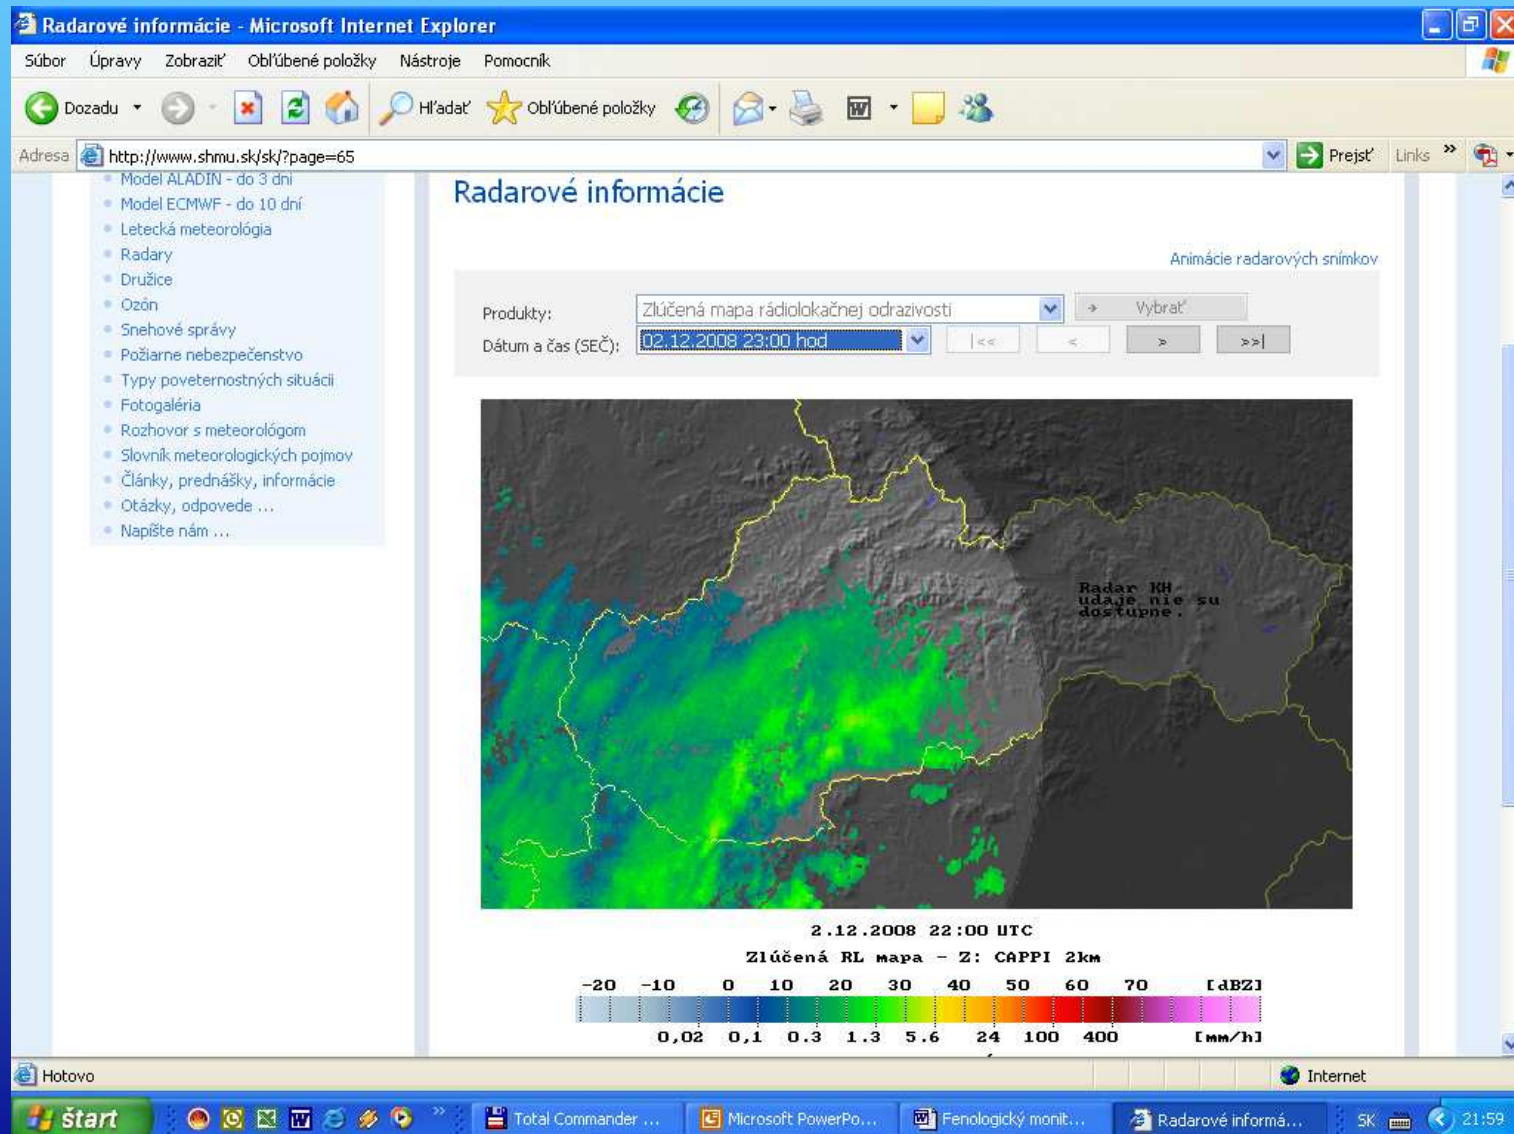 Radarové informácie - Microsoft Internet Explorer
Súbor Úpravy Zobraziť Obľúbené položky Nástroje Pomocník
Dozadu Hľadať Obľúbené položky
Adresa http://www.shmu.sk/sk/?page=65 Prejsť Links »
Model ALADIN - do 3 dní
Model ECMWF - do 10 dní
Letecká meteorológia
Radary
Družice
Ozón
Snehové správy
Požiarne nebezpečenstvo
Typy poveternostných situácii
Fotogaléria
Rozhovor s meteorológom
Slovník meteorologických pojmov
Články, prednášky, informácie
Otázky, odpovede ...
Napíšte nám ...
Radarové informácie
Animácie radarových snímkov
Produkty: Zlúčená mapa rádiolokačnej odrazivosti → Vybrať
Dátum a čas (SEČ): 02.12.2008 23:00 hod |<< < > >>|
Radar KH
udaje nie su
dostupne.
2.12.2008 22:00 UTC
Zlúčená RL mapa - Z: CAPPI 2km
-20 -10 0 10 20 30 40 50 60 70 [dBZ]
0,02 0,1 0.3 1.3 5.6 24 100 400 [mm/h]
Hotovo Internet
štart » Total Commander ... Microsoft PowerPo... Fenologický monit... Radarové informá... SK 21:59